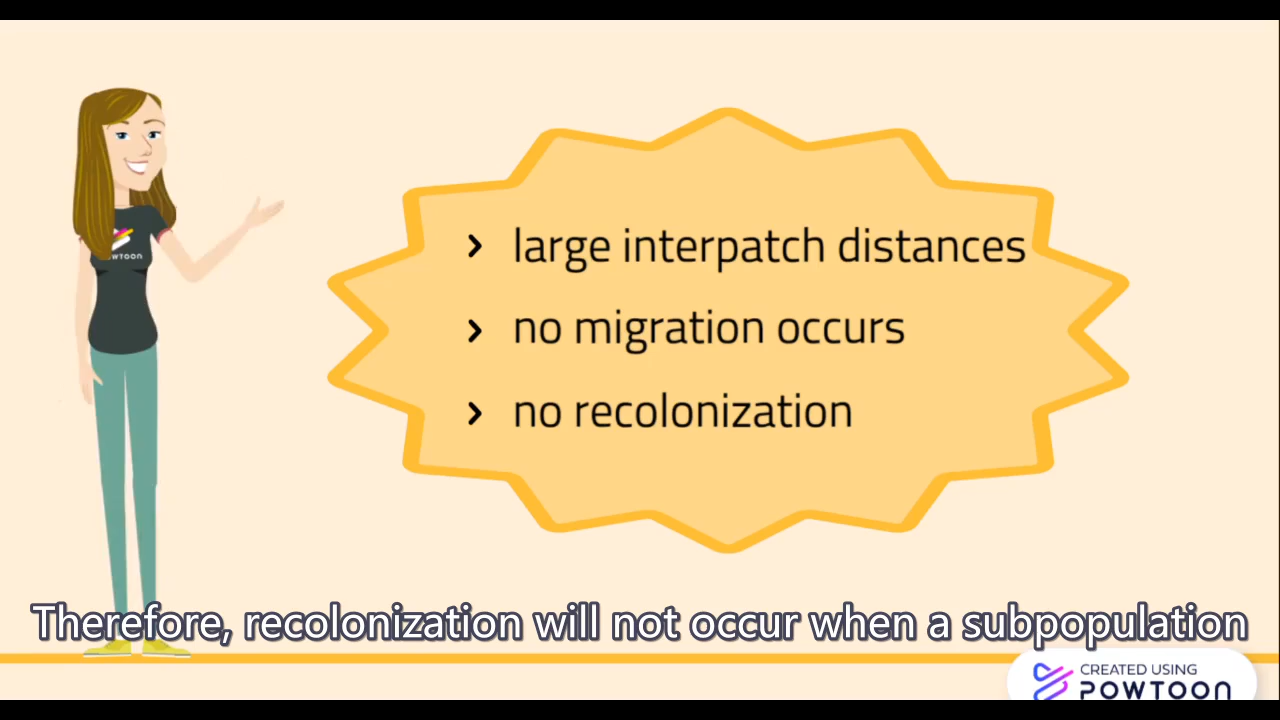 large interpatch distances
no migration occurs
no recolonization
Therefore, recolonization will not occur when a subpopulation
CREATED USING
POWTOON